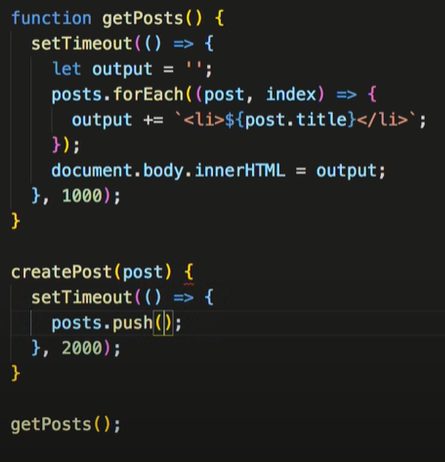 function getPosts() {
  setTimeout(() => {
    let output = '';
    posts.forEach((post, index) => {
      output += `<li>${post.title}</li>`;
    });
    document.body.innerHTML = output;
  }, 1000);
}

createPost(post) {
  setTimeout(() => {
    posts.push();
  }, 2000);
}

getPosts();